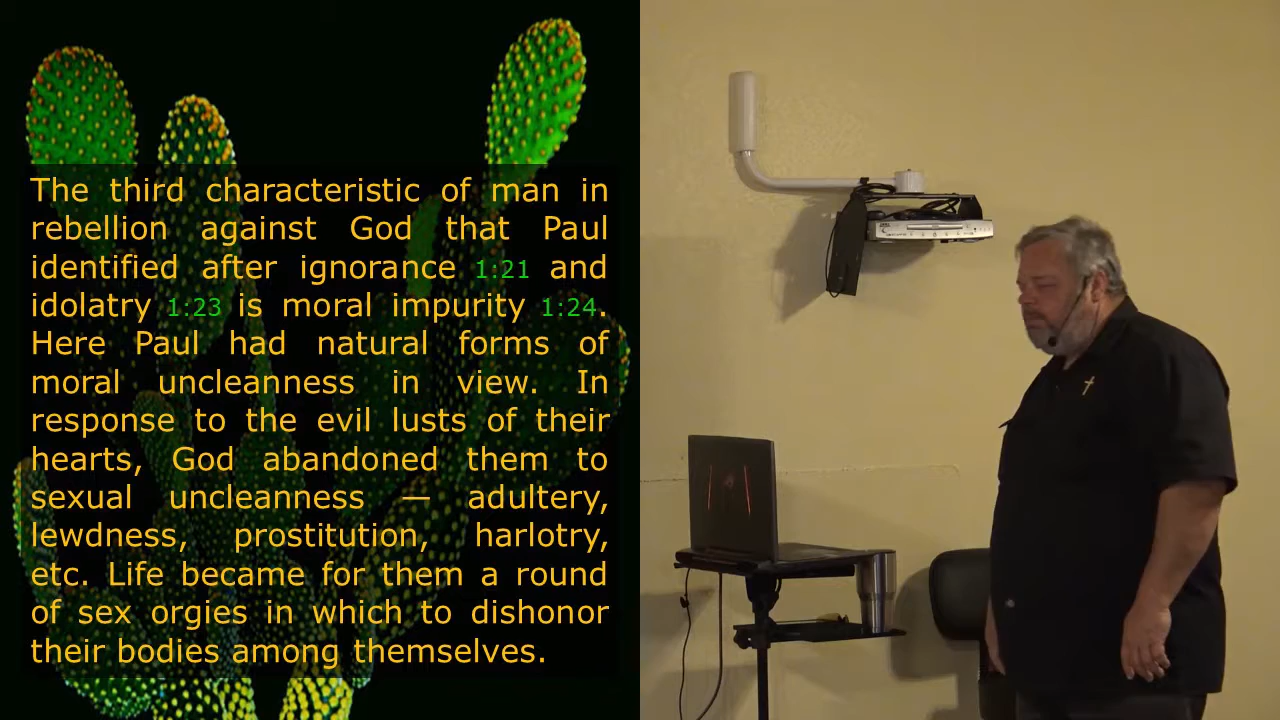 The third characteristic of man in
rebellion against God that Paul
identified after ignorance 1:21 and
idolatry 1:23 is moral impurity 1:24.
Here Paul had natural forms of
moral uncleanness in view. In
response to the evil lusts of their
hearts, God abandoned them to
sexual uncleanness — adultery,
lewdness, prostitution, harlotry,
etc. Life became for them a round
of sex orgies in which to dishonor
their bodies among themselves.